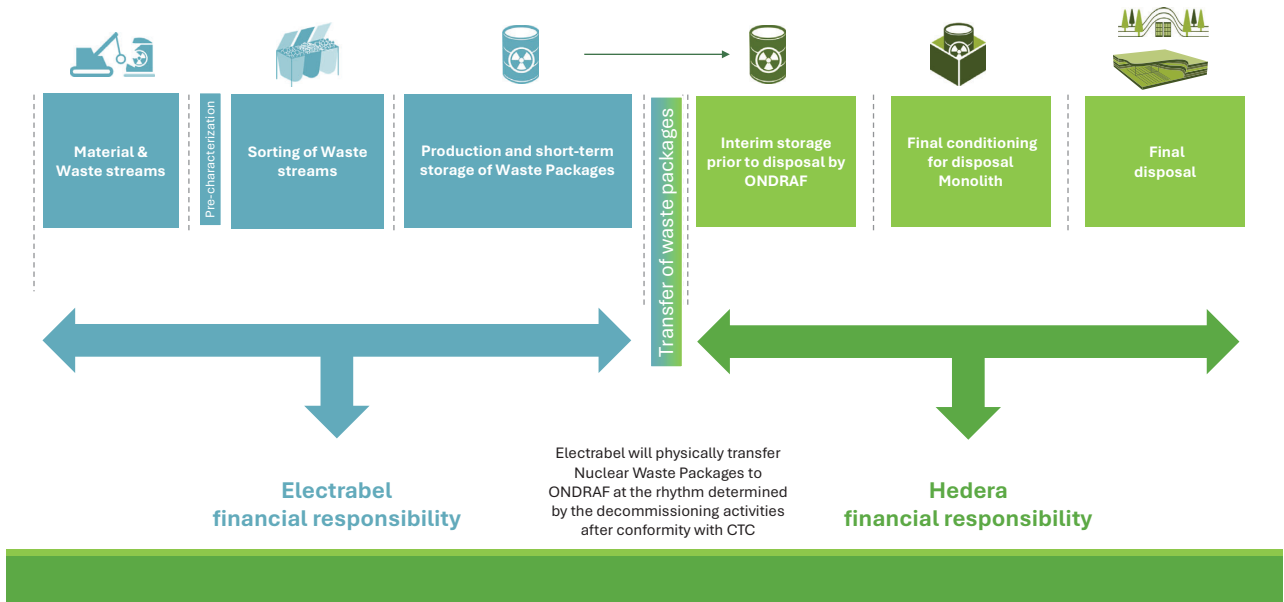 Material &
Waste streams
Pre-characterization
Sorting of Waste
streams
Production and short-term
storage of Waste Packages
Transfer of waste packages
Interim storage
prior to disposal by
ONDRAF
Final conditioning
for disposal
Monolith
Final
disposal
Electrabel
financial responsibility
Electrabel will physically transfer
Nuclear Waste Packages to
ONDRAF at the rhythm determined
by the decommissioning activities
after conformity with CTC
Hedera
financial responsibility